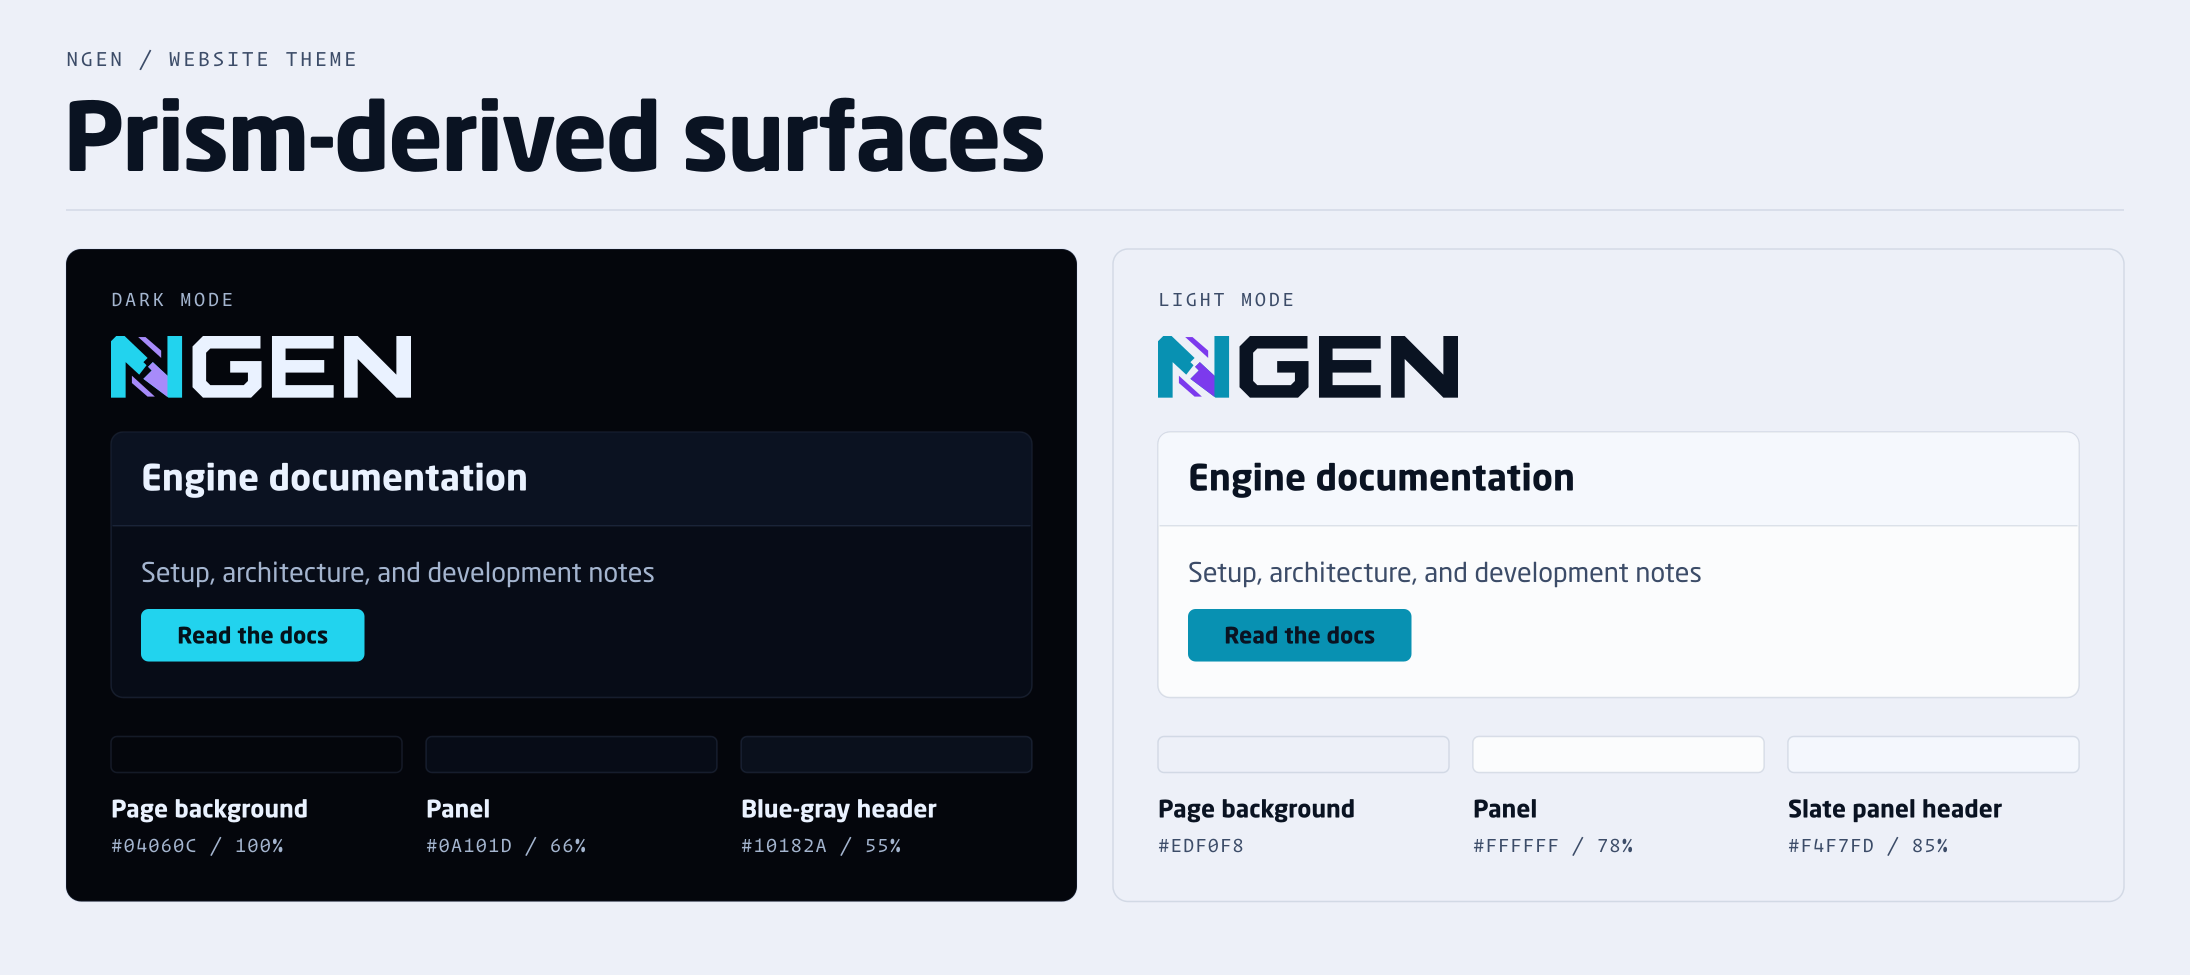 NGEN / WEBSITE THEME
Prism-derived surfaces
DARK MODE
NGEN
Engine documentation
Setup, architecture, and development notes
Read the docs
Page background
#04060C / 100%
Panel
#0A101D / 66%
Blue-gray header
#10182A / 55%
LIGHT MODE
NGEN
Engine documentation
Setup, architecture, and development notes
Read the docs
Page background
#EDF0F8
Panel
#FFFFFF / 78%
Slate panel header
#F4F7FD / 85%